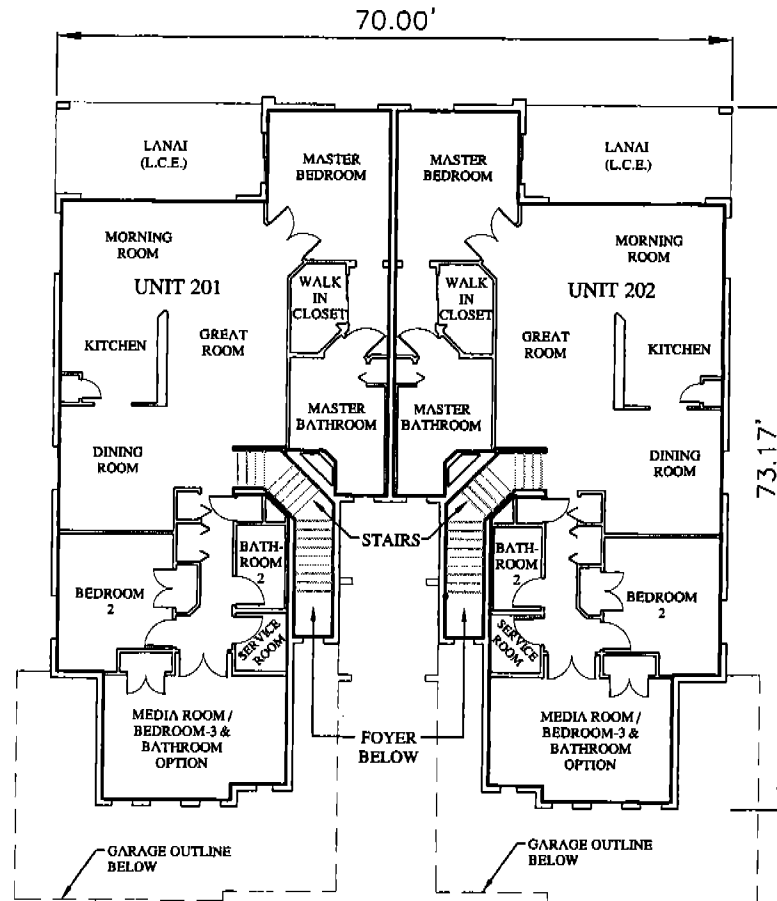 70.00'
LANAI
(L.C.E.)
MASTER
BEDROOM
MASTER
BEDROOM
LANAI
(L.C.E.)
MORNING
ROOM
MORNING
ROOM
UNIT 201
WALK
IN
CLOSET
WALK
IN
CLOSET
UNIT 202
KITCHEN
GREAT
ROOM
GREAT
ROOM
KITCHEN
MASTER
BATHROOM
MASTER
BATHROOM
DINING
ROOM
DINING
ROOM
73.17'
STAIRS
BATH-
ROOM
2
BATH-
ROOM
2
BEDROOM
2
BEDROOM
2
SERVICE
ROOM
SERVICE
ROOM
MEDIA ROOM /
BEDROOM-3 &
BATHROOM
OPTION
FOYER
BELOW
MEDIA ROOM /
BEDROOM-3 &
BATHROOM
OPTION
GARAGE OUTLINE
BELOW
GARAGE OUTLINE
BELOW